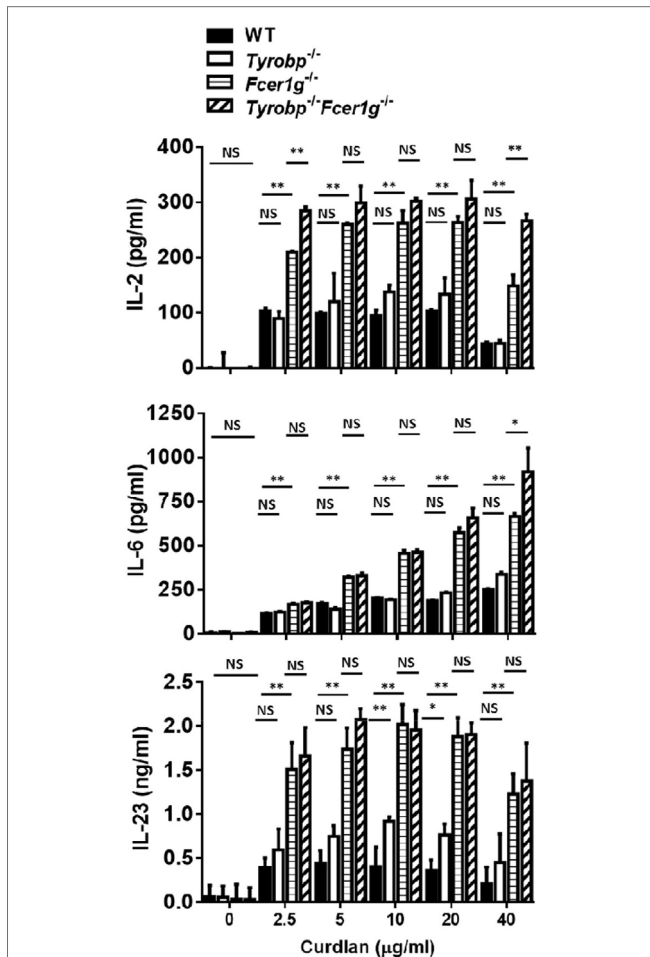 WT
Tyrobp-/-
Fcer1g-/-
Tyrobp-/-Fcer1g-/-
IL-2 (pg/ml)
400
300
200
100
0
NS ** NS NS NS **
** ** ** ** **
NS NS NS NS NS
IL-6 (pg/ml)
1250
1000
750
500
250
0
NS NS NS NS NS *
** ** ** ** **
NS NS NS NS NS
IL-23 (ng/ml)
2.5
2.0
1.5
1.0
0.5
0.0
NS NS NS NS NS NS
** ** ** ** **
NS NS ** * NS
0 2.5 5 10 20 40
Curdlan (µg/ml)